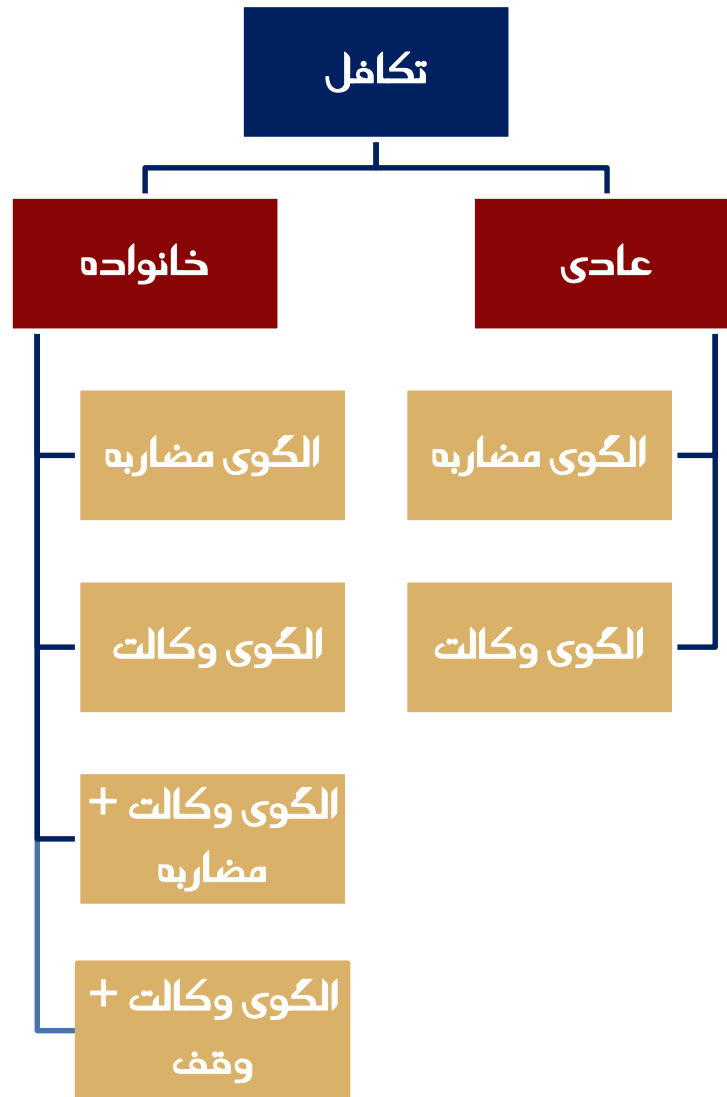 تکافل
عادی
خانواده
الگوی مضاربه
الگوی مضاربه
الگوی وکالت
الگوی وکالت
الگوی وکالت +
مضاربه
الگوی وکالت +
وقف